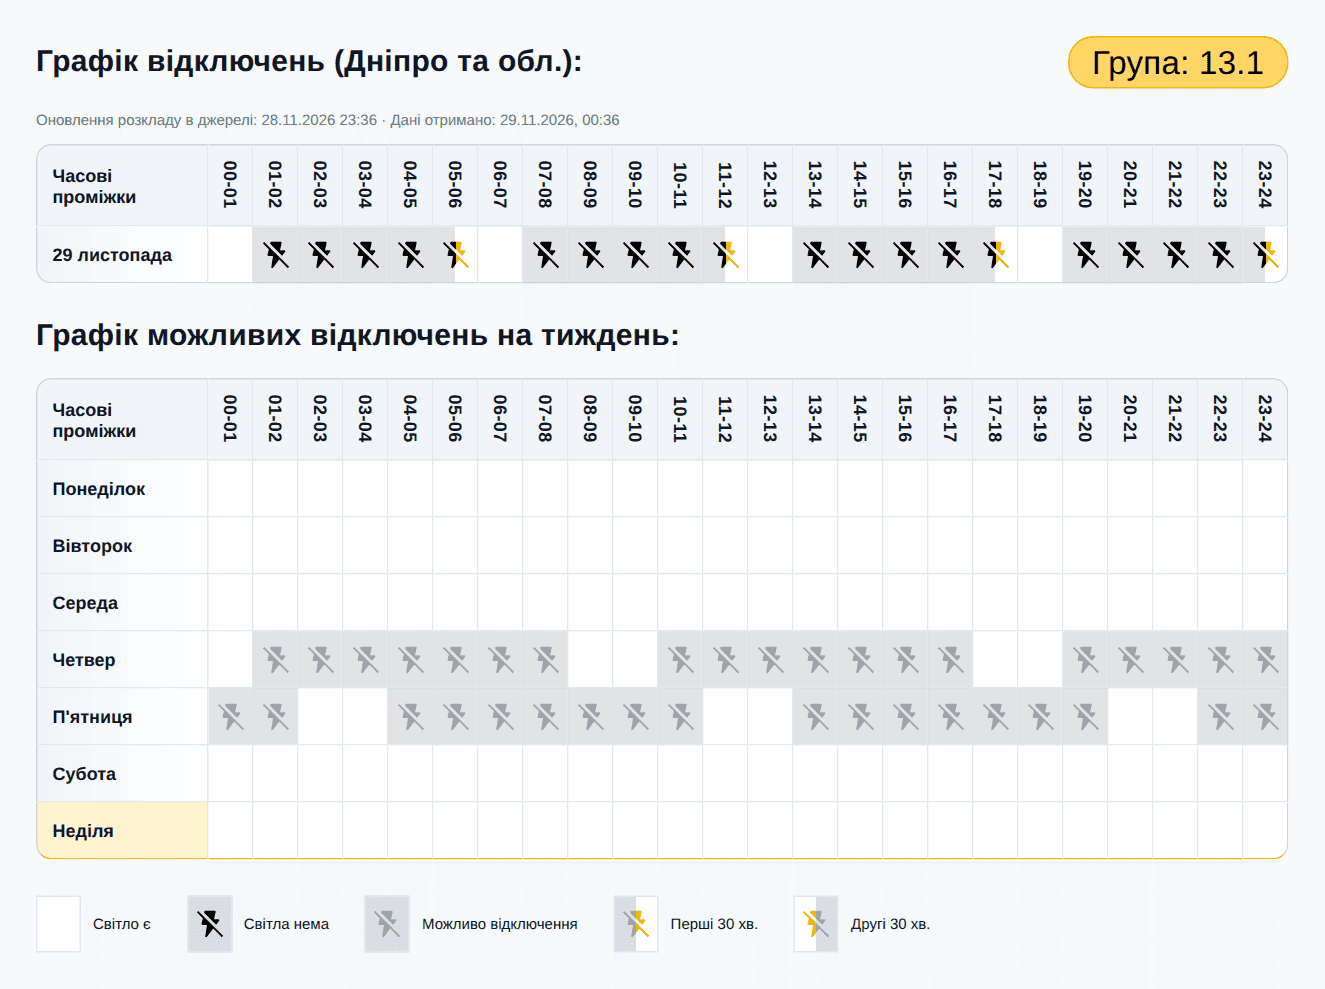 Графік відключень (Дніпро та обл.):
Група: 13.1
Оновлення розкладу в джерелі: 28.11.2026 23:36 · Дані отримано: 29.11.2026, 00:36
Часові проміжки 00-01 01-02 02-03 03-04 04-05 05-06 06-07 07-08 08-09 09-10 10-11 11-12 12-13 13-14 14-15 15-16 16-17 17-18 18-19 19-20 20-21 21-22 22-23 23-24
29 листопада
Графік можливих відключень на тиждень:
Часові проміжки 00-01 01-02 02-03 03-04 04-05 05-06 06-07 07-08 08-09 09-10 10-11 11-12 12-13 13-14 14-15 15-16 16-17 17-18 18-19 19-20 20-21 21-22 22-23 23-24
Понеділок
Вівторок
Середа
Четвер
П'ятниця
Субота
Неділя
Світло є Світла нема Можливо відключення Перші 30 хв. Другі 30 хв.